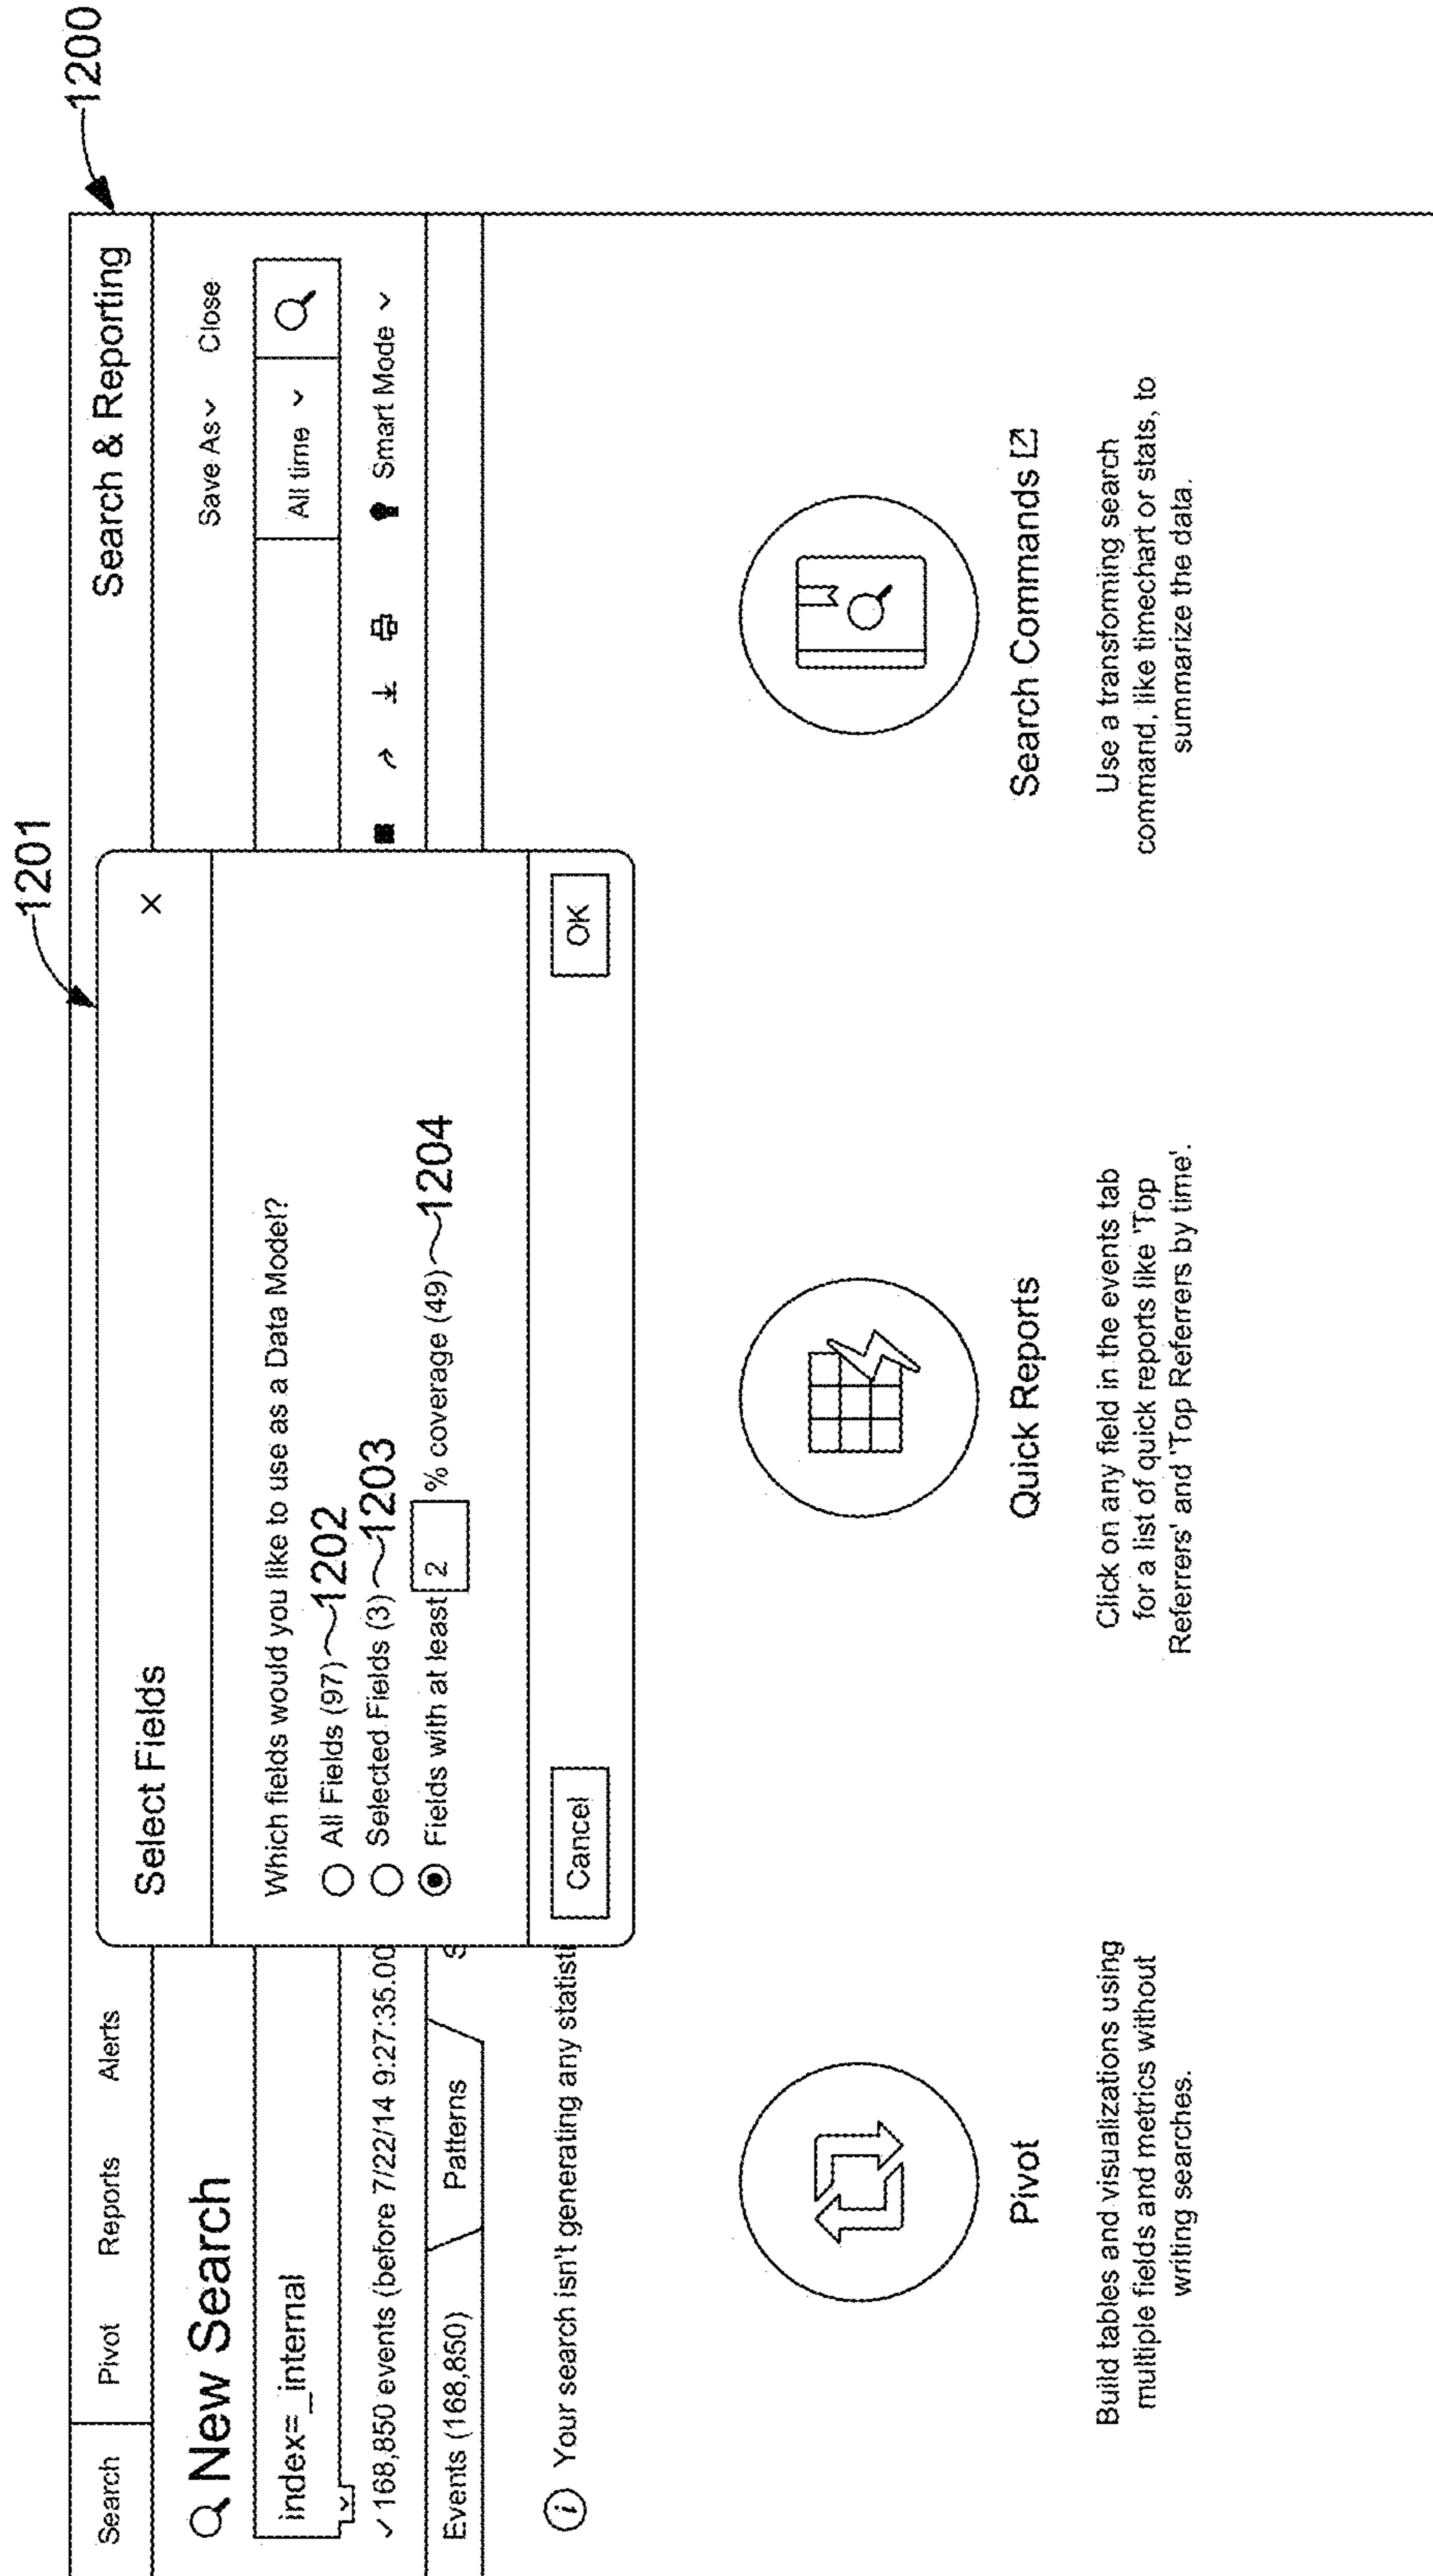 1200
1201
Search Pivot Reports Alerts Search & Reporting
New Search
Save As Close
index=_internal
All time
168,850 events (before 7/22/14 9:27:35.00
Smart Mode
Events (168,850) Patterns
Your search isn't generating any statisti
Select Fields
×
Which fields would you like to use as a Data Model?
All Fields (97) 1202
Selected Fields (3) 1203
Fields with at least 2 % coverage (49) 1204
Cancel OK
Pivot
Build tables and visualizations using
multiple fields and metrics without
writing searches.
Quick Reports
Click on any field in the events tab
for a list of quick reports like 'Top
Referrers' and 'Top Referrers by time'.
Search Commands
Use a transforming search
command, like timechart or stats, to
summarize the data.